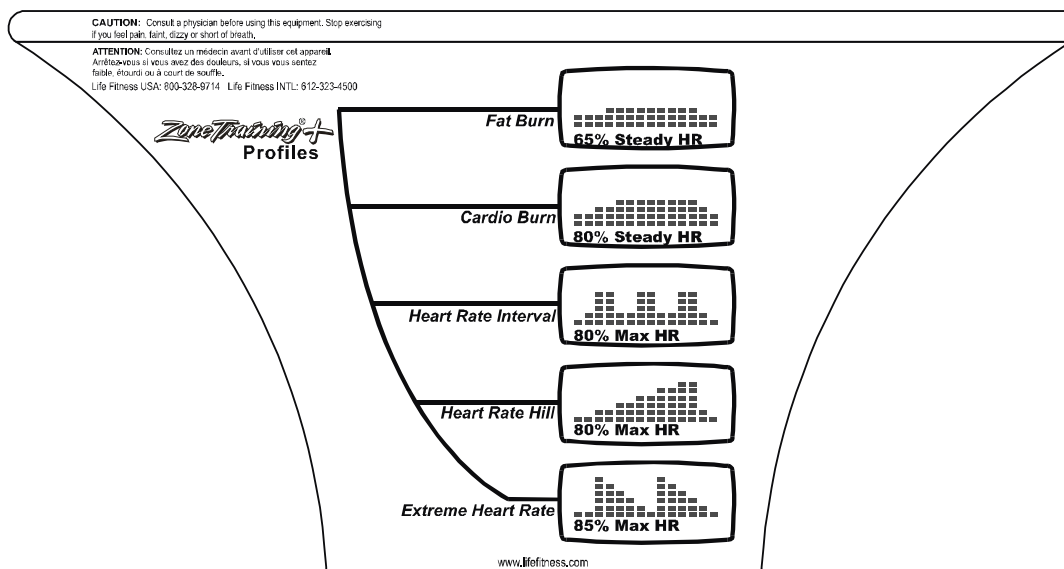 CAUTION: Consult a physician before using this equipment. Stop exercising
if you feel pain, faint, dizzy or short of breath.
ATTENTION: Consultez un médecin avant d'utiliser cet appareil.
Arrêtez-vous si vous avez des douleurs, si vous vous sentez
faible, étourdi ou à court de souffle.
Life Fitness USA: 800-328-9714 Life Fitness INTL: 612-323-4500
Zone Training®+
Profiles
Fat Burn
65% Steady HR
Cardio Burn
80% Steady HR
Heart Rate Interval
80% Max HR
Heart Rate Hill
80% Max HR
Extreme Heart Rate
85% Max HR
www.lifefitness.com